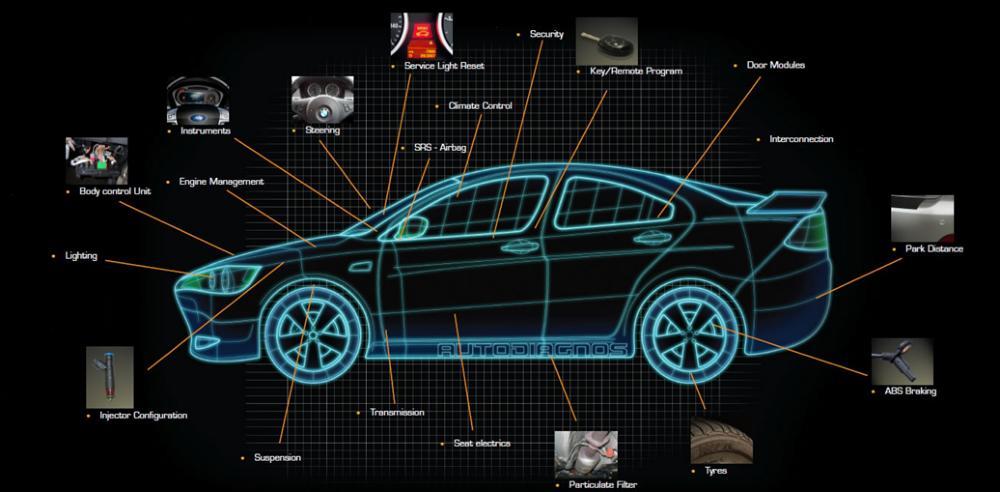 Security
Service Light Reset
Key/Remote Program
Door Modules
Climate Control
Instruments
Steering
Interconnection
SRS - Airbag
Engine Management
Body control Unit
Park Distance
Lighting
AUTODIAGNOS
ABS Braking
Injector Configuration
Transmission
Seat electrics
Suspension
Tyres
Particulate Filter